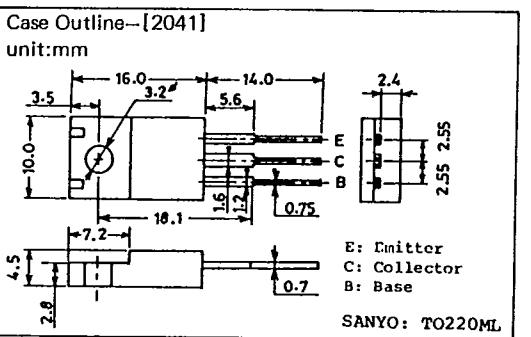 Case Outline–[2041]
unit:mm
16.0
14.0
3.5
3.2ø
5.6
2.4
10.0
E
C
B
2.55
2.55
1.6
1.2
0.75
18.1
7.2
4.5
2.8
0.7
E: Emitter
C: Collector
B: Base
SANYO: TO220ML